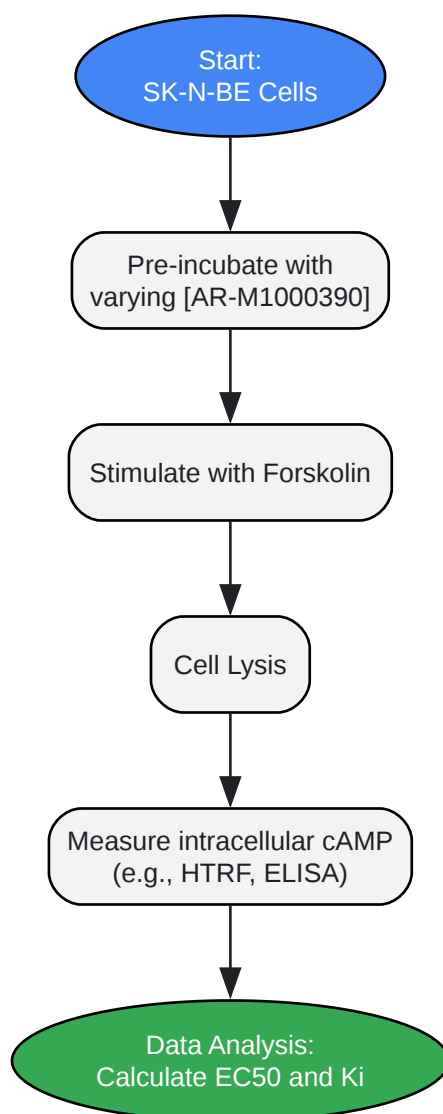 Start:
SK-N-BE Cells
Pre-incubate with
varying [AR-M1000390]
Stimulate with Forskolin
Cell Lysis
Measure intracellular cAMP
(e.g., HTRF, ELISA)
Data Analysis:
Calculate EC50 and Ki